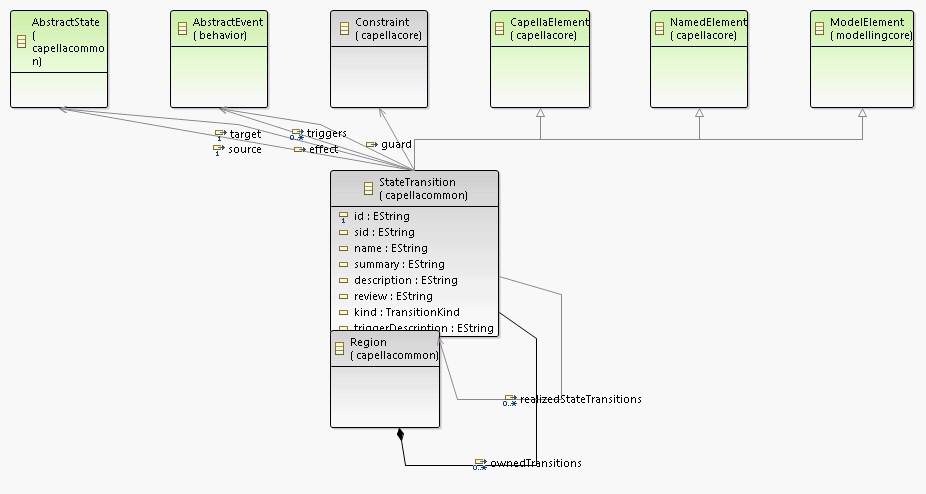 AbstractState
(
capellacommo
n)
AbstractEvent
(behavior)
Constraint
(capellacore)
CapellaElement
(capellacore)
NamedElement
(capellacore)
ModelElement
(modellingcore)
1 target
0..* triggers
guard
1 source
effect
StateTransition
(capellacommon)
1 id : EString
sid : EString
name : EString
summary : EString
description : EString
review : EString
kind : TransitionKind
triggerDescription : EString
Region
(capellacommon)
0..* realizedStateTransitions
0..* ownedTransitions